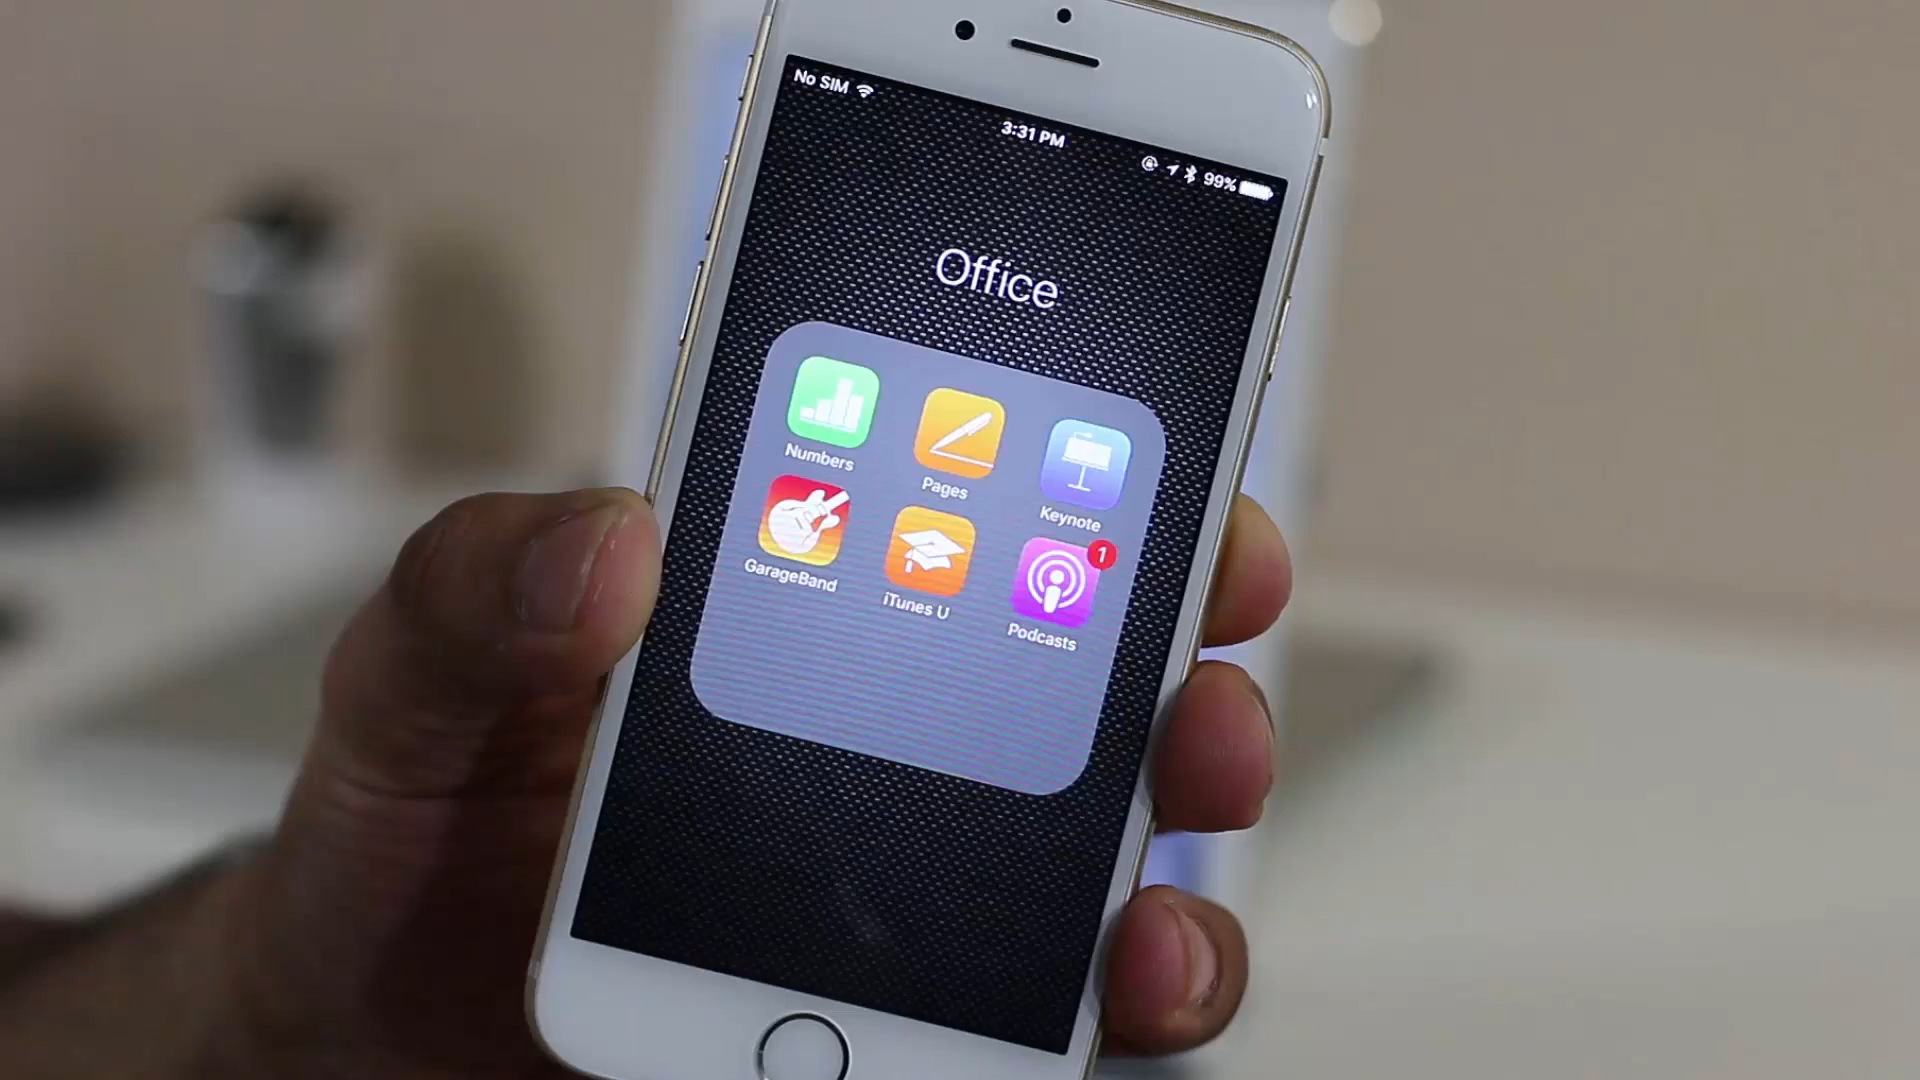 No SIM
3:31 PM
99%
Office
Numbers
Pages
Keynote
1
GarageBand
iTunes U
Podcasts